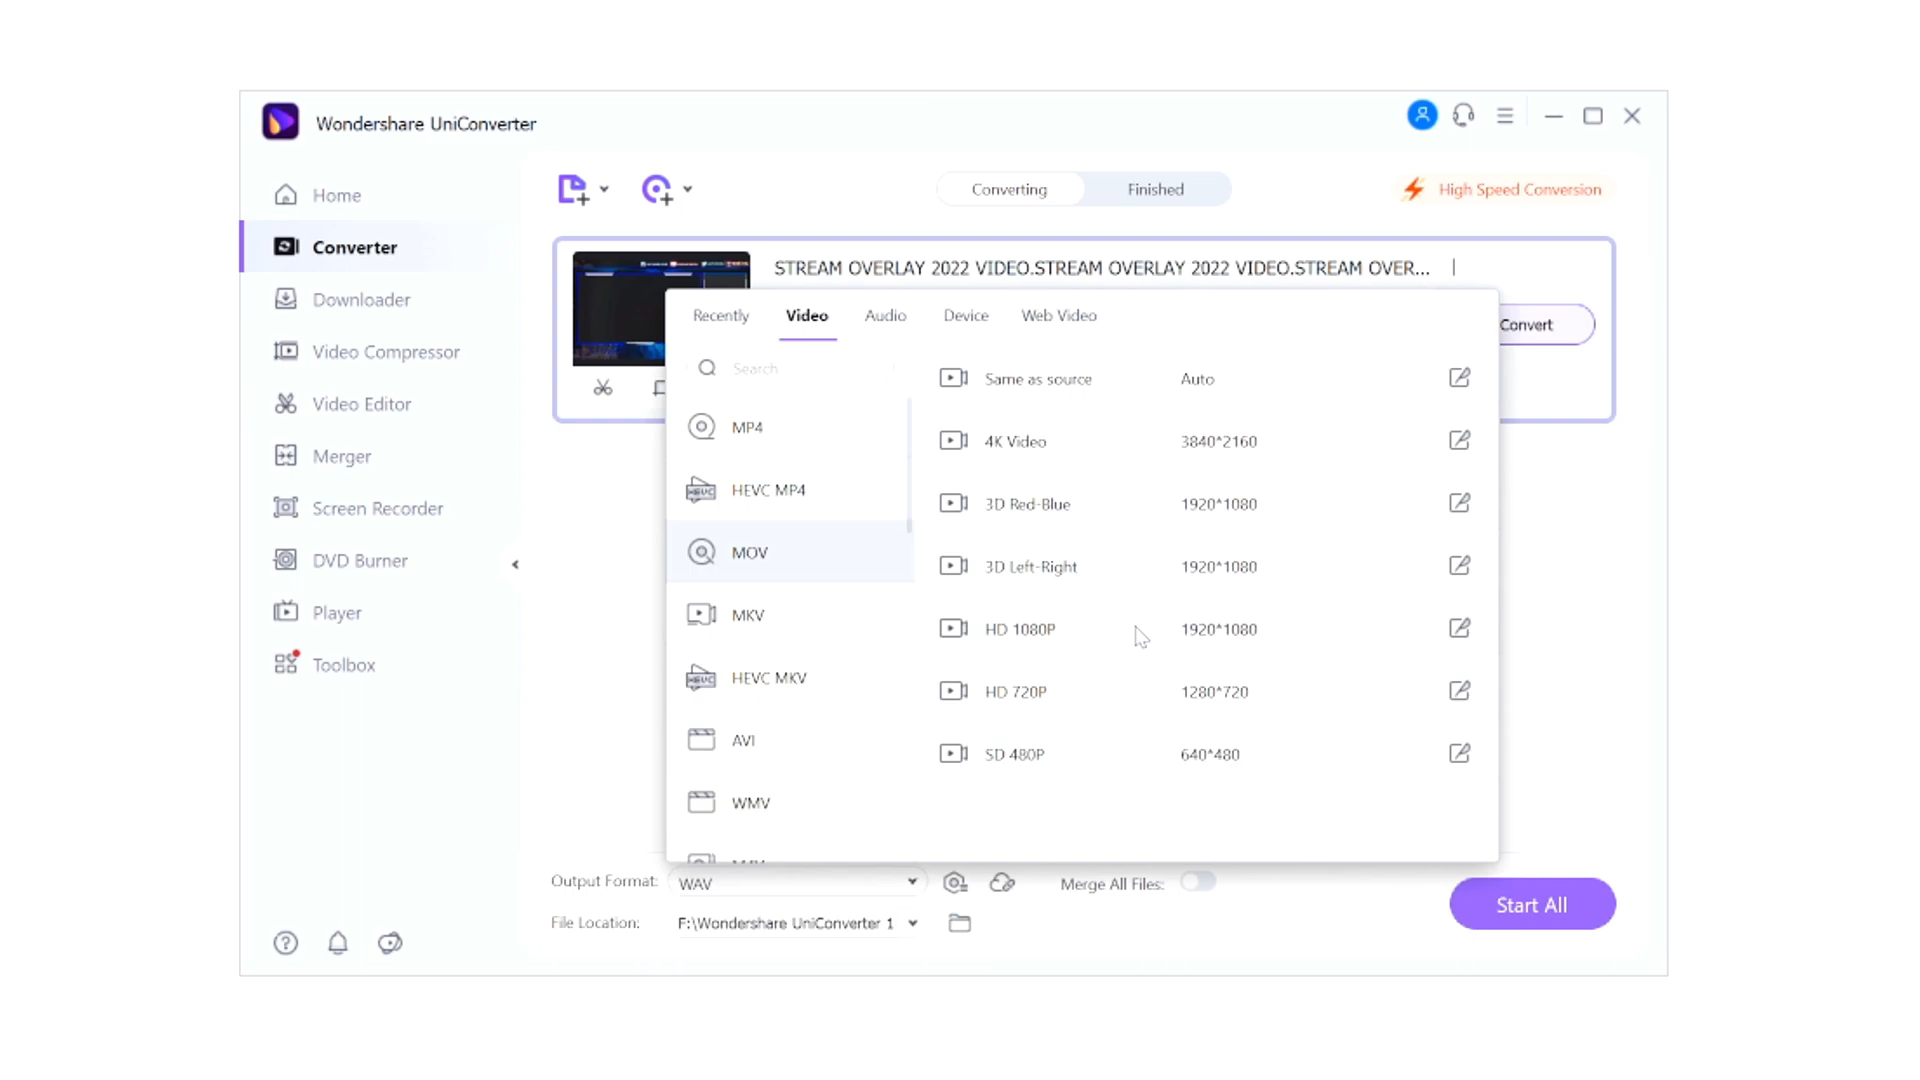 Wondershare UniConverter
Home
Converter
Downloader
Video Compressor
Video Editor
Merger
Screen Recorder
DVD Burner
Player
Toolbox
Converting
Finished
High Speed Conversion
STREAM OVERLAY 2022 VIDEO.STREAM OVERLAY 2022 VIDEO.STREAM OVER...
Convert
Recently
Video
Audio
Device
Web Video
Search
MP4
HEVC MP4
MOV
MKV
HEVC MKV
AVI
WMV
Same as source Auto
4K Video 3840*2160
3D Red-Blue 1920*1080
3D Left-Right 1920*1080
HD 1080P 1920*1080
HD 720P 1280*720
SD 480P 640*480
Output Format: WAV
Merge All Files:
File Location: F:\Wondershare UniConverter 1
Start All